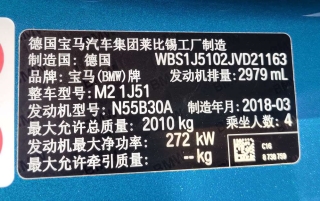 德国宝马汽车集团莱比锡工厂制造
制造国：德国 WBS1J5102JVD21163
品牌：宝马(BMW)牌 发动机排量：2979 mL
整车型号：M2 1J51
发动机型号：N55B30A 制造年月：2018-03
最大允许总质量：2010 kg 乘坐人数：4
发动机最大净功率：272 kW
最大允许牵引质量：-- kg
C16
8 739 759